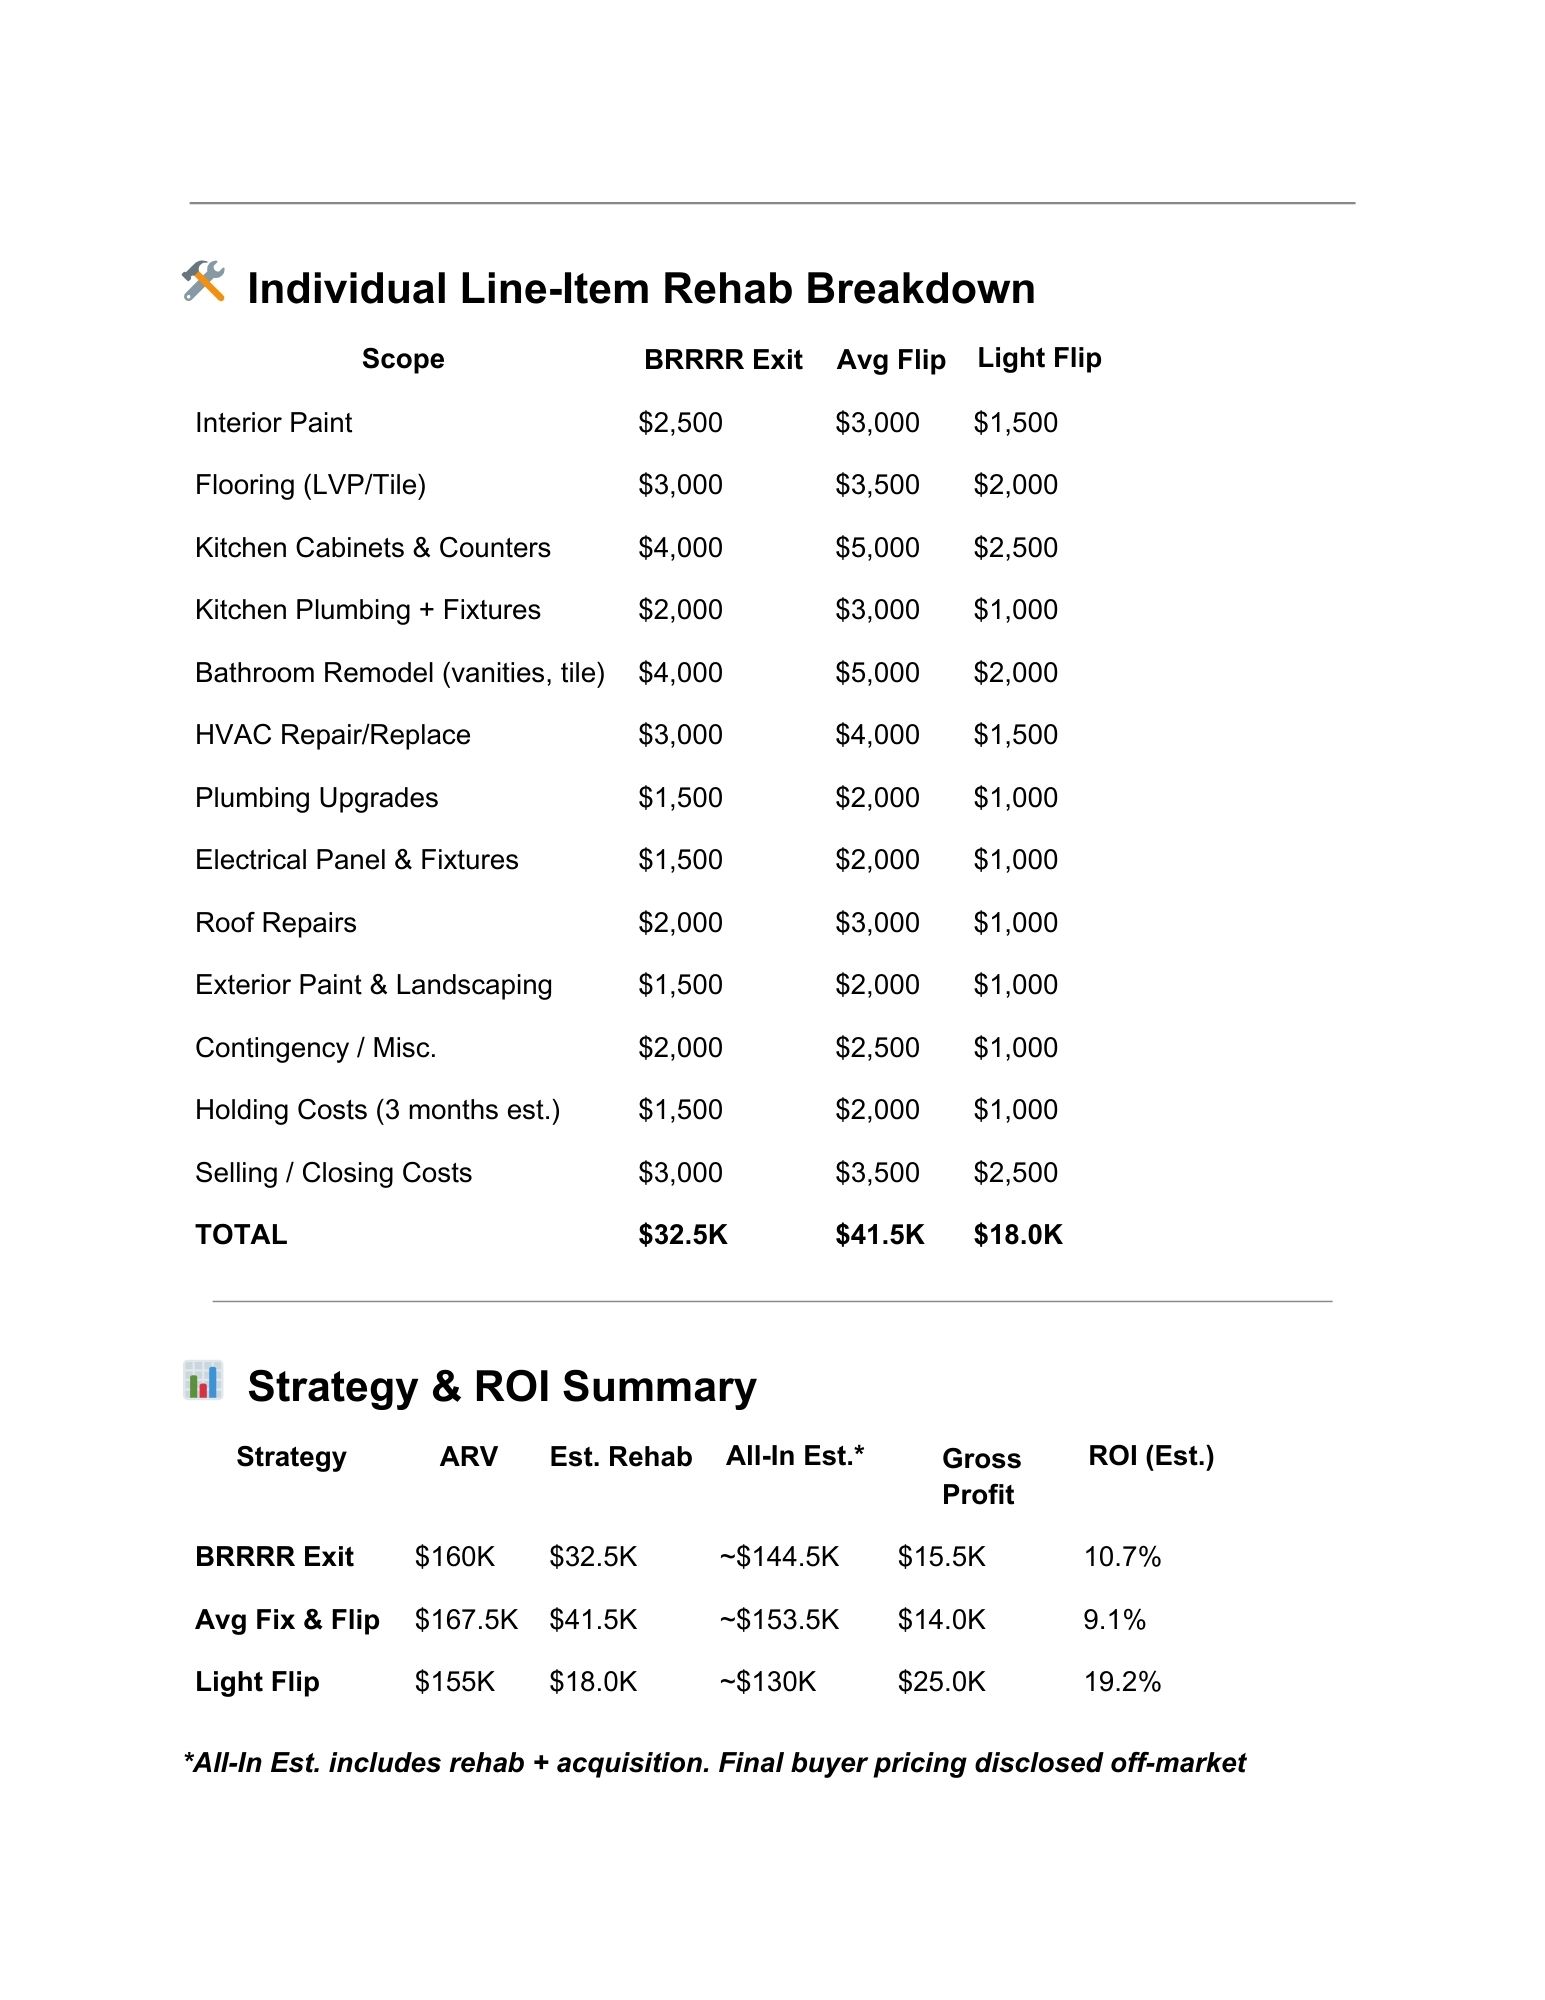 Individual Line-Item Rehab Breakdown
Scope BRRRR Exit Avg Flip Light Flip
Interior Paint $2,500 $3,000 $1,500
Flooring (LVP/Tile) $3,000 $3,500 $2,000
Kitchen Cabinets & Counters $4,000 $5,000 $2,500
Kitchen Plumbing + Fixtures $2,000 $3,000 $1,000
Bathroom Remodel (vanities, tile) $4,000 $5,000 $2,000
HVAC Repair/Replace $3,000 $4,000 $1,500
Plumbing Upgrades $1,500 $2,000 $1,000
Electrical Panel & Fixtures $1,500 $2,000 $1,000
Roof Repairs $2,000 $3,000 $1,000
Exterior Paint & Landscaping $1,500 $2,000 $1,000
Contingency / Misc. $2,000 $2,500 $1,000
Holding Costs (3 months est.) $1,500 $2,000 $1,000
Selling / Closing Costs $3,000 $3,500 $2,500
TOTAL $32.5K $41.5K $18.0K
Strategy & ROI Summary
Strategy ARV Est. Rehab All-In Est.* Gross ROI (Est.)
Profit
BRRRR Exit $160K $32.5K ~$144.5K $15.5K 10.7%
Avg Fix & Flip $167.5K $41.5K ~$153.5K $14.0K 9.1%
Light Flip $155K $18.0K ~$130K $25.0K 19.2%
*All-In Est. includes rehab + acquisition. Final buyer pricing disclosed off-market